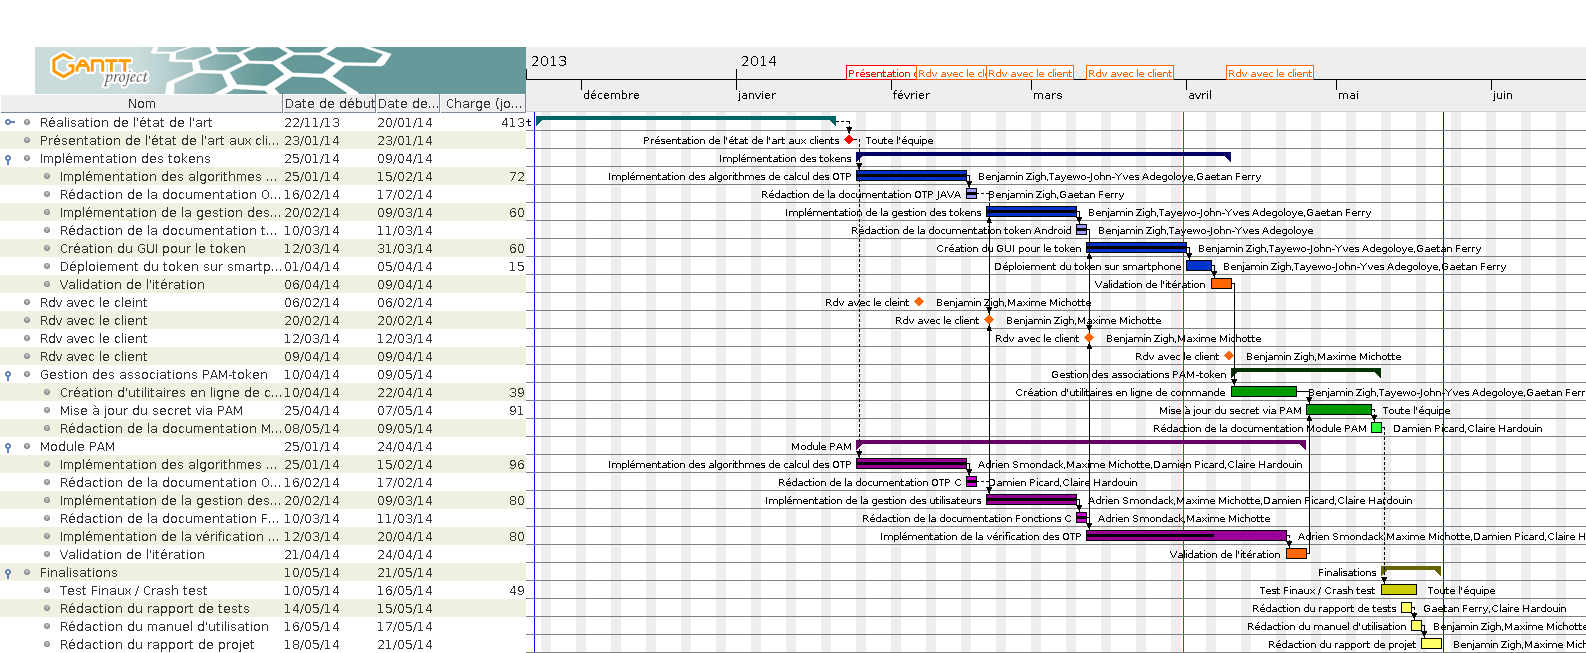 GANTT
project
2013
2014
Présentation
Rdv avec le cli
Rdv avec le client
Rdv avec le client
Rdv avec le client
décembre janvier février mars avril mai juin
Nom Date de début Date de... Charge (jo...
Réalisation de l'état de l'art 22/11/13 20/01/14 413
Présentation de l'état de l'art aux cli... 23/01/14 23/01/14 Présentation de l'état de l'art aux clients Toute l'équipe
Implémentation des tokens 25/01/14 09/04/14 Implémentation des tokens
Implémentation des algorithmes ... 25/01/14 15/02/14 72 Implémentation des algorithmes de calcul des OTP Benjamin Zigh,Tayewo-John-Yves Adegoloye,Gaetan Ferry
Rédaction de la documentation O... 16/02/14 17/02/14 Rédaction de la documentation OTP JAVA Benjamin Zigh,Gaetan Ferry
Implémentation de la gestion des... 20/02/14 09/03/14 60 Implémentation de la gestion des tokens Benjamin Zigh,Tayewo-John-Yves Adegoloye,Gaetan Ferry
Rédaction de la documentation t... 10/03/14 11/03/14 Rédaction de la documentation token Android Benjamin Zigh,Tayewo-John-Yves Adegoloye
Création du GUI pour le token 12/03/14 31/03/14 60 Création du GUI pour le token Benjamin Zigh,Tayewo-John-Yves Adegoloye,Gaetan Ferry
Déploiement du token sur smartp... 01/04/14 05/04/14 15 Déploiement du token sur smartphone Benjamin Zigh,Tayewo-John-Yves Adegoloye,Gaetan Ferry
Validation de l'itération 06/04/14 09/04/14 Validation de l'itération
Rdv avec le cleint 06/02/14 06/02/14 Rdv avec le cleint Benjamin Zigh,Maxime Michotte
Rdv avec le client 20/02/14 20/02/14 Rdv avec le client Benjamin Zigh,Maxime Michotte
Rdv avec le client 12/03/14 12/03/14 Rdv avec le client Benjamin Zigh,Maxime Michotte
Rdv avec le client 09/04/14 09/04/14 Rdv avec le client Benjamin Zigh,Maxime Michotte
Gestion des associations PAM-token 10/04/14 09/05/14 Gestion des associations PAM-token
Création d'utilitaires en ligne de c... 10/04/14 22/04/14 39 Création d'utilitaires en ligne de commande Benjamin Zigh,Tayewo-John-Yves Adegoloye,Gaetan Ferr
Mise à jour du secret via PAM 25/04/14 07/05/14 91 Mise à jour du secret via PAM Toute l'équipe
Rédaction de la documentation M... 08/05/14 09/05/14 Rédaction de la documentation Module PAM Damien Picard,Claire Hardouin
Module PAM 25/01/14 24/04/14 Module PAM
Implémentation des algorithmes ... 25/01/14 15/02/14 96 Implémentation des algorithmes de calcul des OTP Adrien Smondack,Maxime Michotte,Damien Picard,Claire Hardouin
Rédaction de la documentation O... 16/02/14 17/02/14 Rédaction de la documentation OTP C Damien Picard,Claire Hardouin
Implémentation de la gestion des... 20/02/14 09/03/14 80 Implémentation de la gestion des utilisateurs Adrien Smondack,Maxime Michotte,Damien Picard,Claire Hardouin
Rédaction de la documentation F... 10/03/14 11/03/14 Rédaction de la documentation Fonctions C Adrien Smondack,Maxime Michotte
Implémentation de la vérification ... 12/03/14 20/04/14 80 Implémentation de la vérification des OTP Adrien Smondack,Maxime Michotte,Damien Picard,Claire H
Validation de l'itération 21/04/14 24/04/14 Validation de l'itération
Finalisations 10/05/14 21/05/14 Finalisations
Test Finaux / Crash test 10/05/14 16/05/14 49 Test Finaux / Crash test Toute l'équipe
Rédaction du rapport de tests 14/05/14 15/05/14 Rédaction du rapport de tests Gaetan Ferry,Claire Hardouin
Rédaction du manuel d'utilisation 16/05/14 17/05/14 Rédaction du manuel d'utilisation Benjamin Zigh,Maxime Michotte
Rédaction du rapport de projet 18/05/14 21/05/14 Rédaction du rapport de projet Benjamin Zigh,Maxime Mich